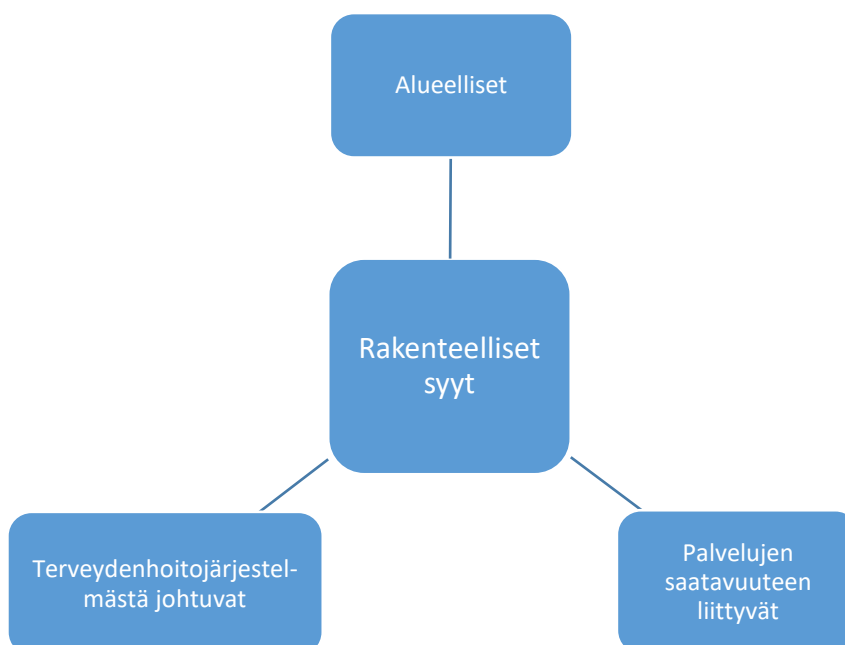 Alueelliset
Rakenteelliset
syyt
Terveydenhoitojärjestel-
mästä johtuvat
Palvelujen
saatavuuteen
liittyvät